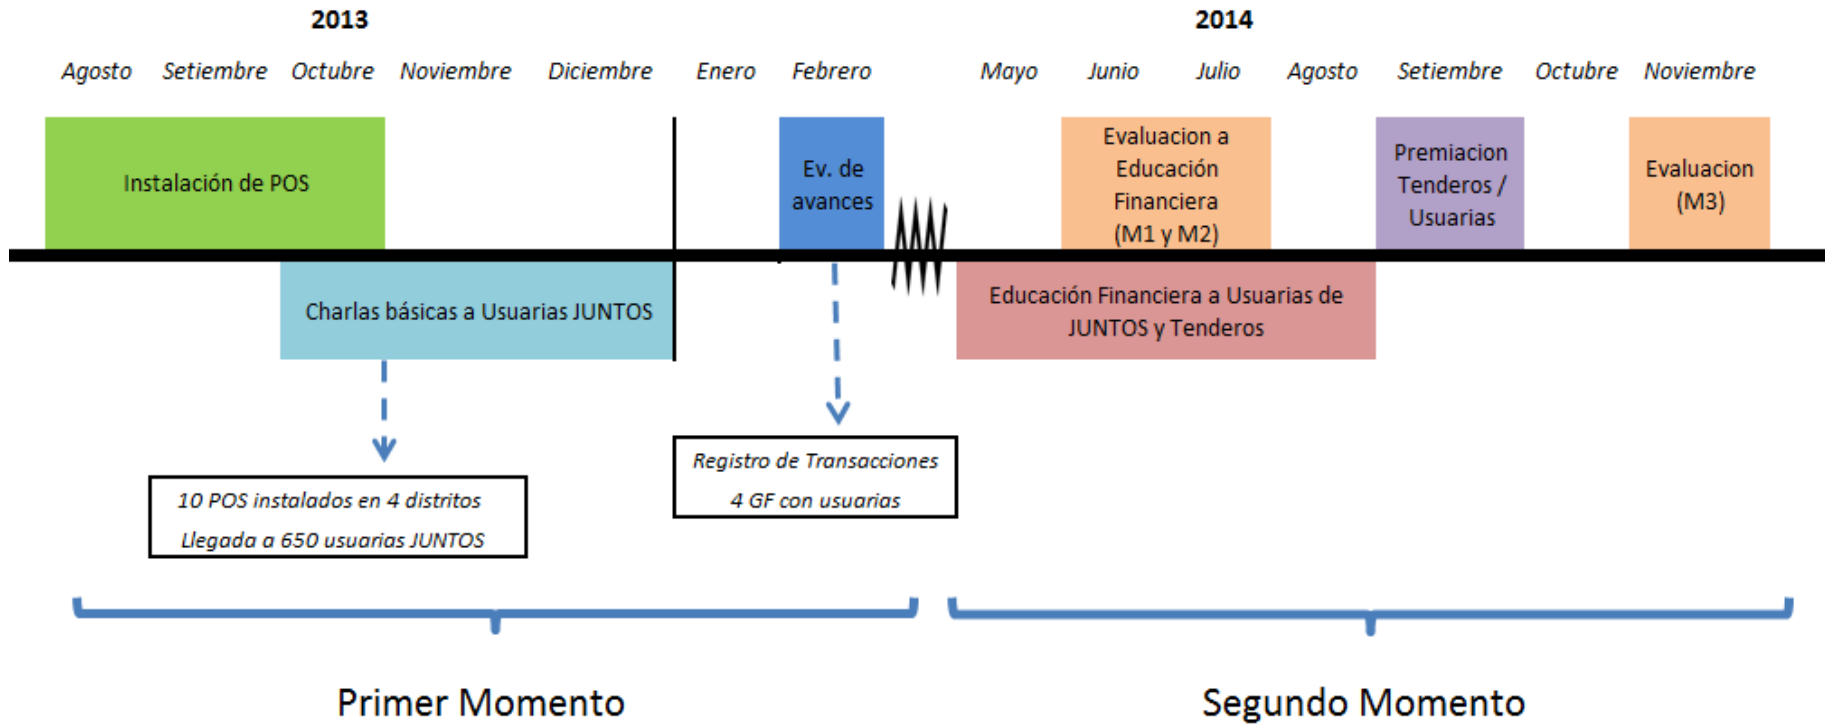 2013
2014
Agosto Setiembre Octubre Noviembre Diciembre Enero Febrero Mayo Junio Julio Agosto Setiembre Octubre Noviembre
Instalación de POS
Ev. de
avances
Evaluacion a
Educación
Financiera
(M1 y M2)
Premiacion
Tenderos /
Usuarias
Evaluacion
(M3)
Charlas básicas a Usuarias JUNTOS
Educación Financiera a Usuarias de
JUNTOS y Tenderos
10 POS instalados en 4 distritos
Llegada a 650 usuarias JUNTOS
Registro de Transacciones
4 GF con usuarias
Primer Momento
Segundo Momento